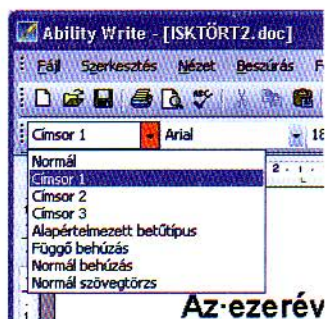 Ability Write - [ISKTÖRT2.doc]
Fájl Szerkesztés Nézet Beszúrás F
Címsor 1 Arial 18
Normál
Címsor 1
Címsor 2
Címsor 3
Alapértelmezett betűtípus
Függő behúzás
Normál behúzás
Normál szövegtörzs
2
Az·ezerév